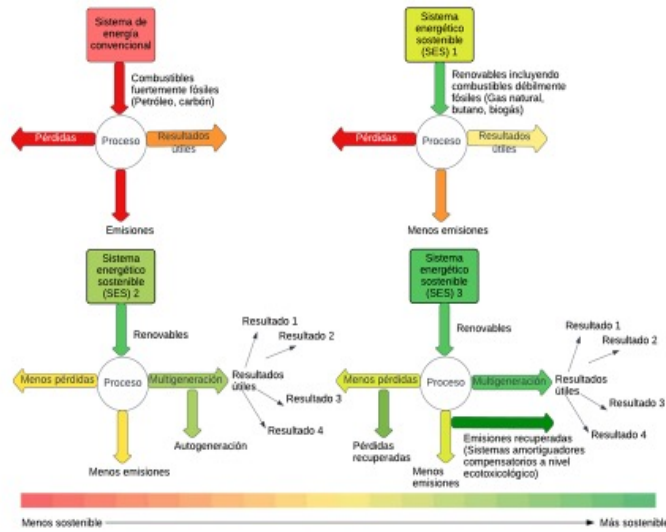 Sistema de
energía
convencional
Combustibles
fuertemente fósiles
(Petróleo, carbón)
Pérdidas
Proceso
Resultados
útiles
Emisiones
Sistema
energético
sostenible
(SES) 1
Renovables incluyendo
combustibles débilmente
fósiles (Gas natural,
butano, biogás)
Pérdidas
Proceso
Resultados
útiles
Menos emisiones
Sistema
energético
sostenible
(SES) 2
Renovables
Menos pérdidas
Proceso
Multigeneración
Resultados
útiles
Resultado 1
Resultado 2
Resultado 3
Resultado 4
Autogeneración
Menos emisiones
Sistema
energético
sostenible
(SES) 3
Renovables
Menos pérdidas
Proceso
Multigeneración
Resultados
útiles
Resultado 1
Resultado 2
Resultado 3
Resultado 4
Pérdidas
recuperadas
Emisiones recuperadas
(Sistemas amortiguadores
compensatorios a nivel
ecotoxicológico)
Menos
emisiones
Menos sostenible
Más sostenible